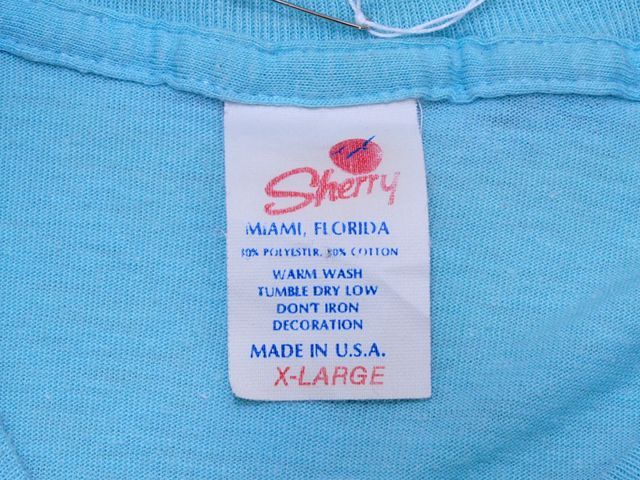 Sherry
MIAMI, FLORIDA
POLYESTER, COTTON
WARM WASH
TUMBLE DRY LOW
DON'T IRON
DECORATION
MADE IN U.S.A.
X-LARGE